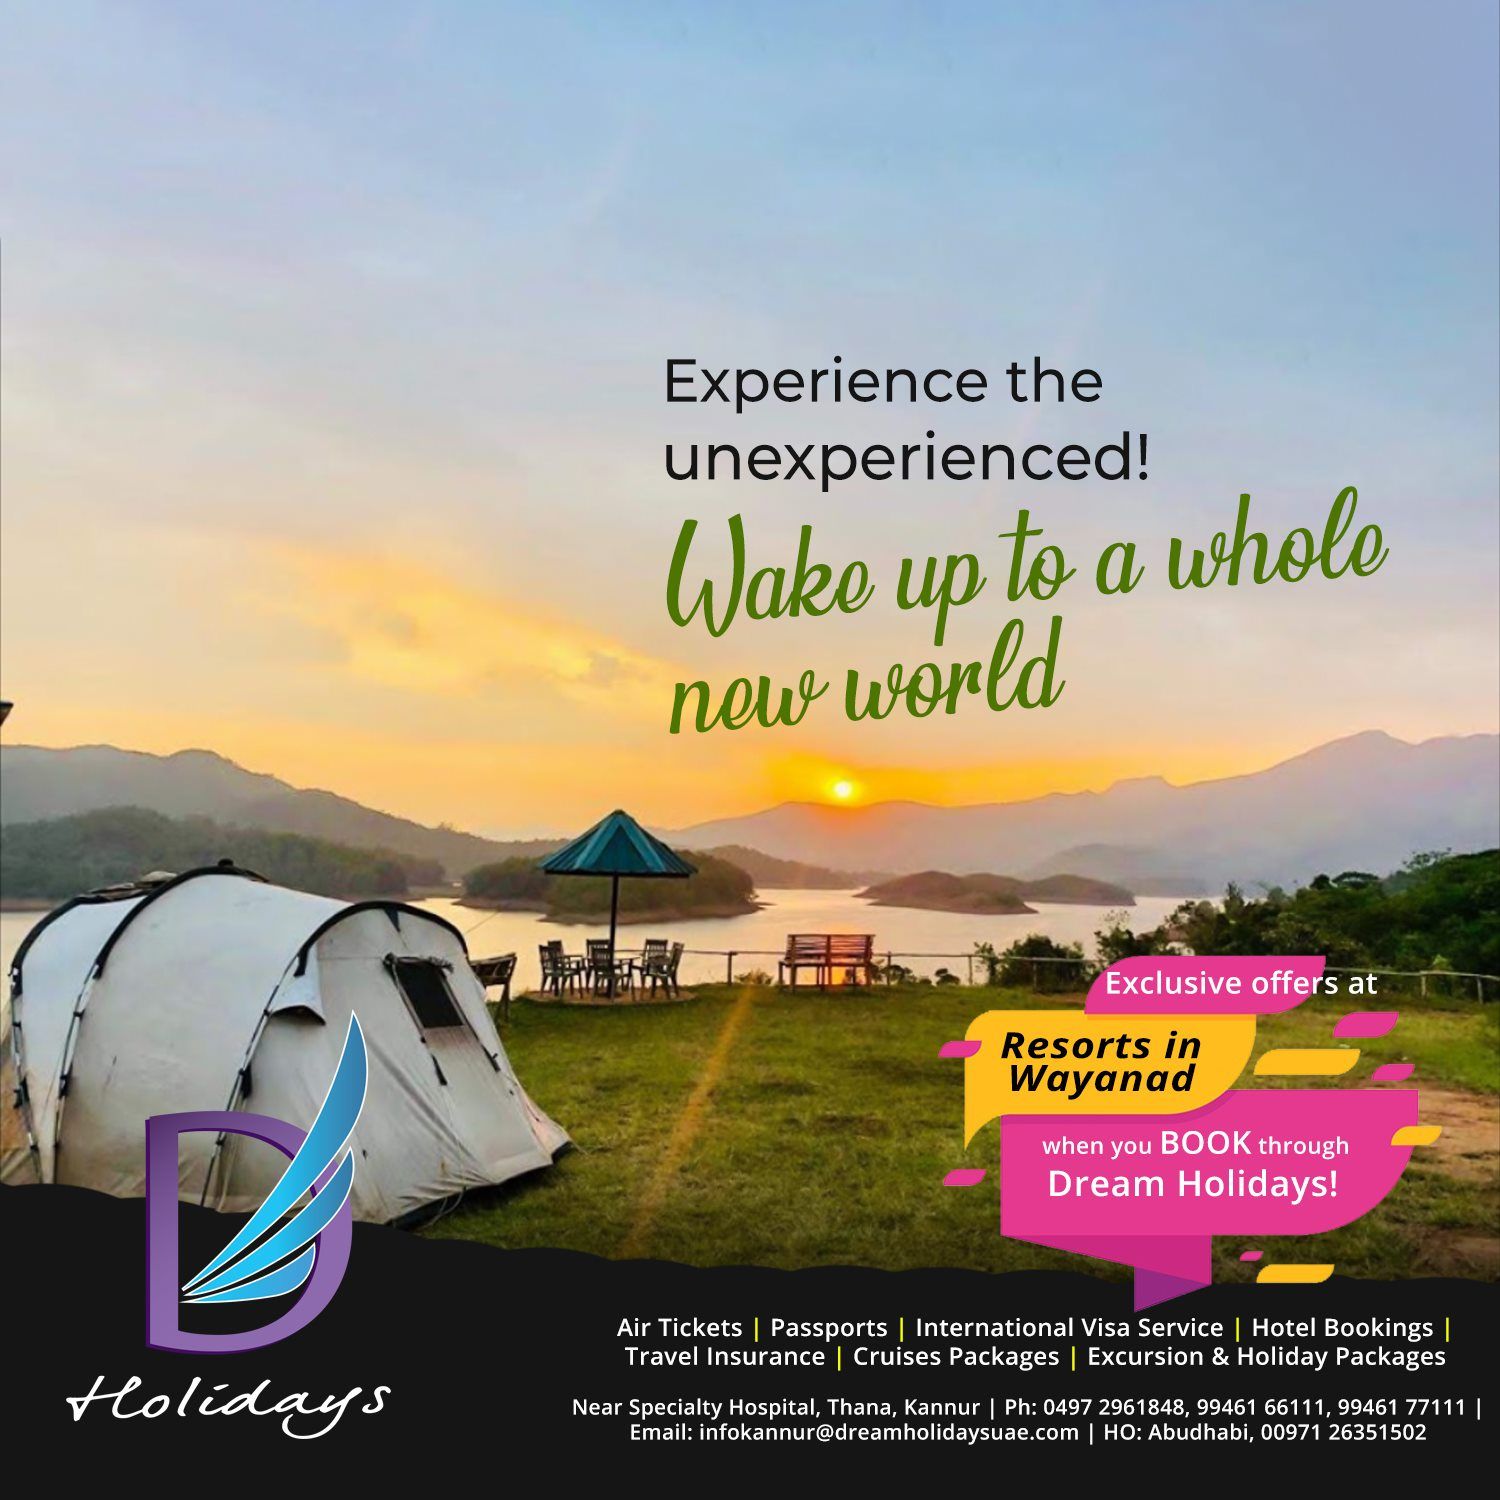 Experience the
unexperienced!
Wake up to a whole
new world
Exclusive offers at
Resorts in
Wayanad
when you BOOK through
Dream Holidays!
D
Holidays
Air Tickets | Passports | International Visa Service | Hotel Bookings |
Travel Insurance | Cruises Packages | Excursion & Holiday Packages
Near Specialty Hospital, Thana, Kannur | Ph: 0497 2961848, 99461 66111, 99461 77111 |
Email: infokannur@dreamholidaysuae.com | HO: Abudhabi, 00971 26351502